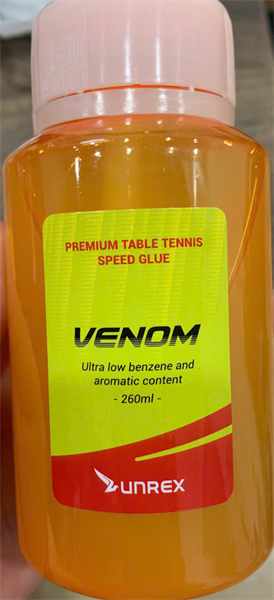 PREMIUM TABLE TENNIS
SPEED GLUE
VENOM
Ultra low benzene and
aromatic content
- 260ml -
UNREX